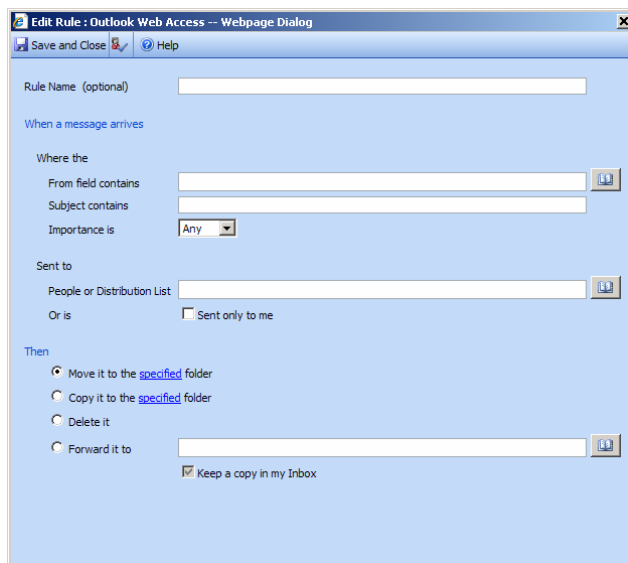 Edit Rule : Outlook Web Access -- Webpage Dialog
Save and Close Help
Rule Name (optional)
When a message arrives
Where the
From field contains
Subject contains
Importance is Any
Sent to
People or Distribution List
Or is Sent only to me
Then
Move it to the specified folder
Copy it to the specified folder
Delete it
Forward it to
Keep a copy in my Inbox